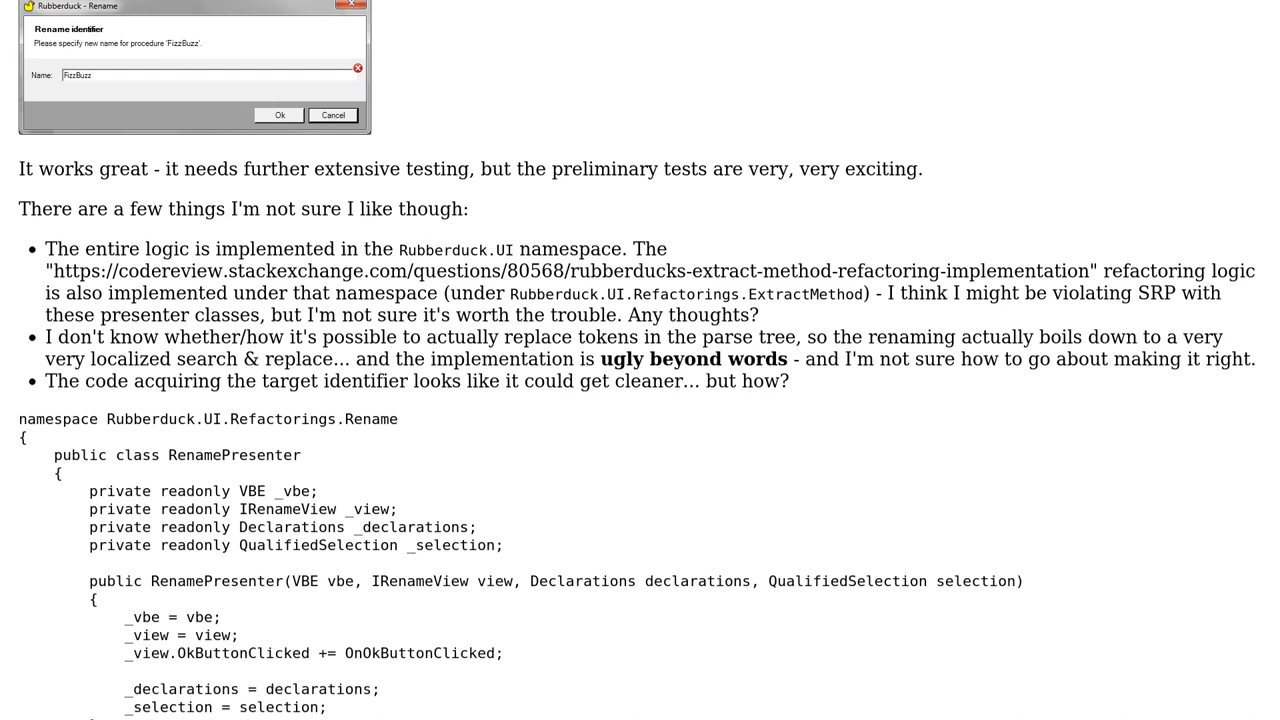 Rubberduck - Rename
Rename identifier
Please specify new name for procedure 'FizzBuzz'.
Name: FizzBuzz
Ok Cancel
It works great - it needs further extensive testing, but the preliminary tests are very, very exciting.
There are a few things I'm not sure I like though:
• The entire logic is implemented in the Rubberduck.UI namespace. The
"https://codereview.stackexchange.com/questions/80568/rubberducks-extract-method-refactoring-implementation" refactoring logic
is also implemented under that namespace (under Rubberduck.UI.Refactorings.ExtractMethod) - I think I might be violating SRP with
these presenter classes, but I'm not sure it's worth the trouble. Any thoughts?
• I don't know whether/how it's possible to actually replace tokens in the parse tree, so the renaming actually boils down to a very
very localized search & replace... and the implementation is ugly beyond words - and I'm not sure how to go about making it right.
• The code acquiring the target identifier looks like it could get cleaner... but how?
namespace Rubberduck.UI.Refactorings.Rename
{
    public class RenamePresenter
    {
        private readonly VBE _vbe;
        private readonly IRenameView _view;
        private readonly Declarations _declarations;
        private readonly QualifiedSelection _selection;
        public RenamePresenter(VBE vbe, IRenameView view, Declarations declarations, QualifiedSelection selection)
        {
            _vbe = vbe;
            _view = view;
            _view.OkButtonClicked += OnOkButtonClicked;
            _declarations = declarations;
            _selection = selection;